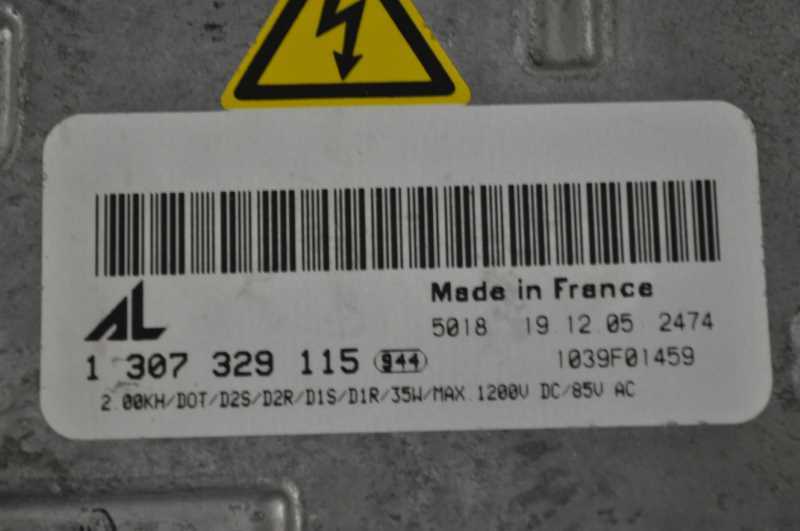 AL
Made in France
5018 19.12.05 2474
1 307 329 115 944
1039F01459
2.00KH/DOT/D2S/D2R/D1S/D1R/35W/MAX.1200V DC/85V AC